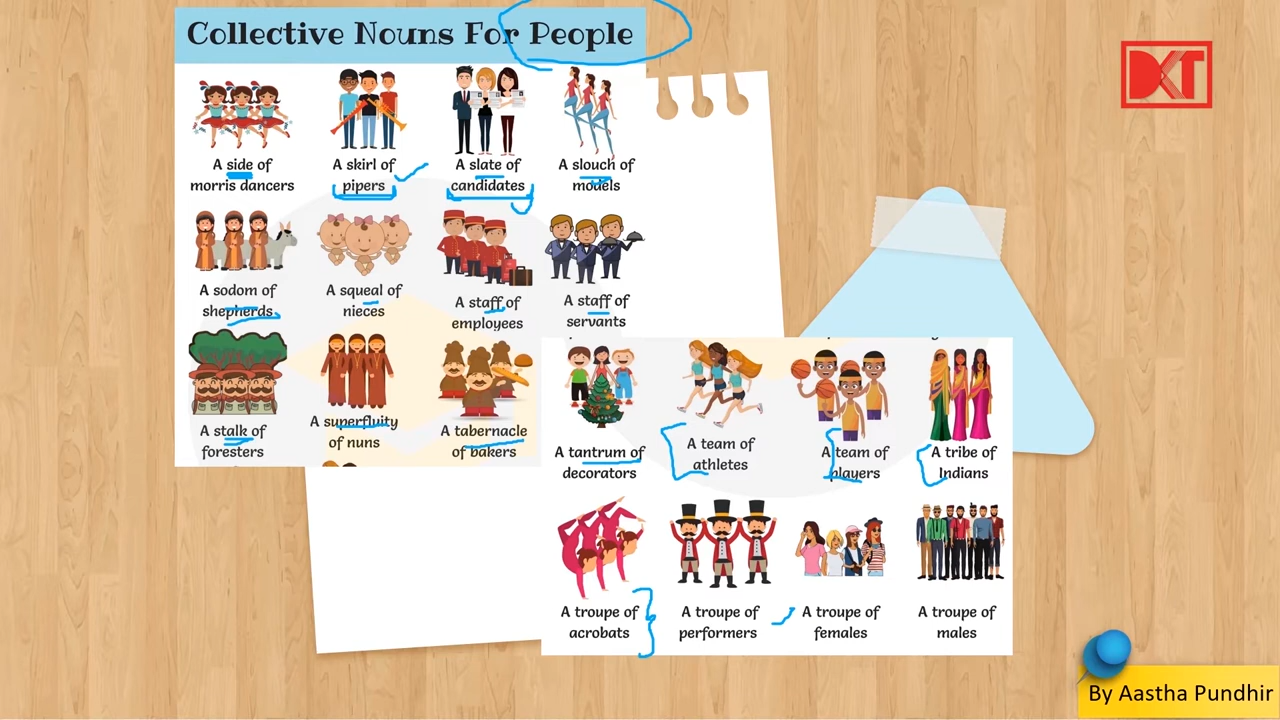 Collective Nouns For People
DKT
A side of
morris dancers
A skirl of
pipers
A slate of
candidates
A slouch of
models
A sodom of
shepherds
A squeal of
nieces
A staff of
employees
A staff of
servants
A stalk of
foresters
A superfluity
of nuns
A tabernacle
of bakers
A tantrum of
decorators
A team of
athletes
A team of
players
A tribe of
Indians
A troupe of
acrobats
A troupe of
performers
A troupe of
females
A troupe of
males
By Aastha Pundhir